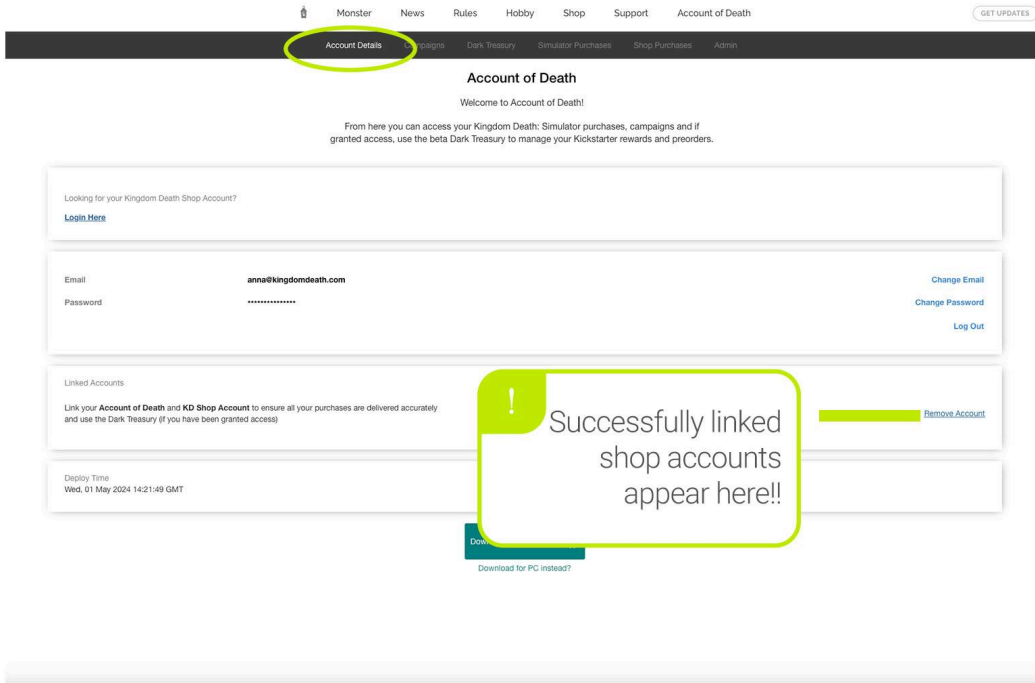 Monster News Rules Hobby Shop Support Account of Death GET UPDATES
Account Details Campaigns Dark Treasury Simulator Purchases Shop Purchases Admin
Account of Death
Welcome to Account of Death!
From here you can access your Kingdom Death: Simulator purchases, campaigns and if
granted access, use the beta Dark Treasury to manage your Kickstarter rewards and preorders.
Looking for your Kingdom Death Shop Account?
Login Here
Email anna@kingdomdeath.com Change Email
Password *************** Change Password
Log Out
Linked Accounts
Link your Account of Death and KD Shop Account to ensure all your purchases are delivered accurately
and use the Dark Treasury (if you have been granted access)
Remove Account
!
Successfully linked
shop accounts
appear here!!
Deploy Time
Wed, 01 May 2024 14:21:49 GMT
Download for PC instead?